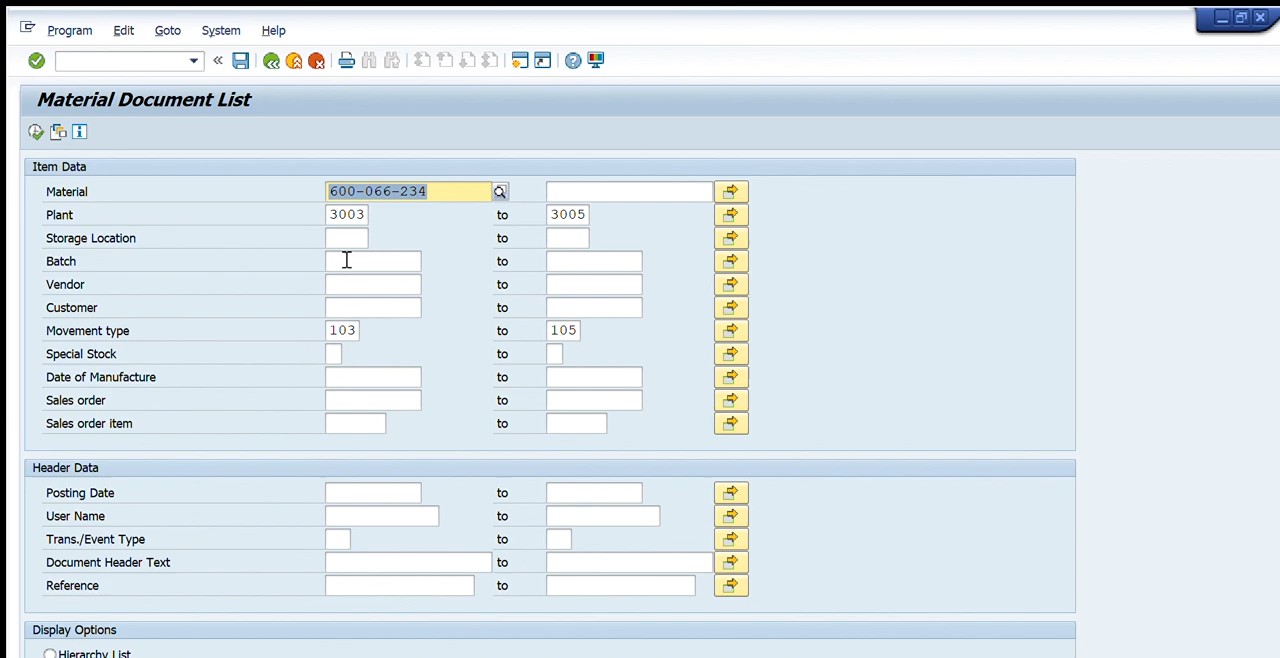 Program Edit Goto System Help
Material Document List
Item Data
Material 600-066-234
Plant 3003 to 3005
Storage Location to
Batch to
Vendor to
Customer to
Movement type 103 to 105
Special Stock to
Date of Manufacture to
Sales order to
Sales order item to
Header Data
Posting Date to
User Name to
Trans./Event Type to
Document Header Text to
Reference to
Display Options
Hierarchy List